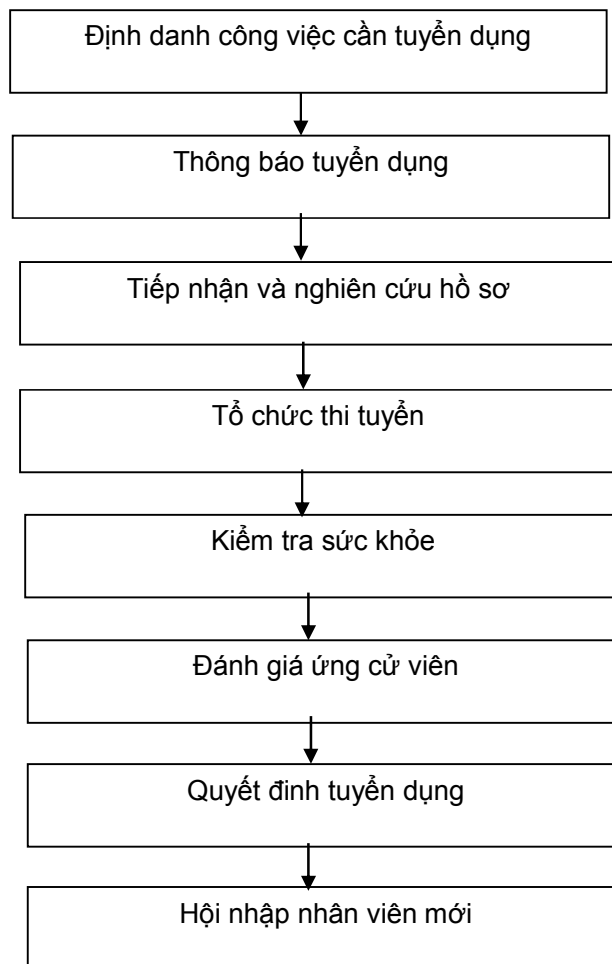 Định danh công việc cần tuyển dụng
Thông báo tuyển dụng
Tiếp nhận và nghiên cứu hồ sơ
Tổ chức thi tuyển
Kiểm tra sức khỏe
Đánh giá ứng cử viên
Quyết đinh tuyển dụng
Hội nhập nhân viên mới